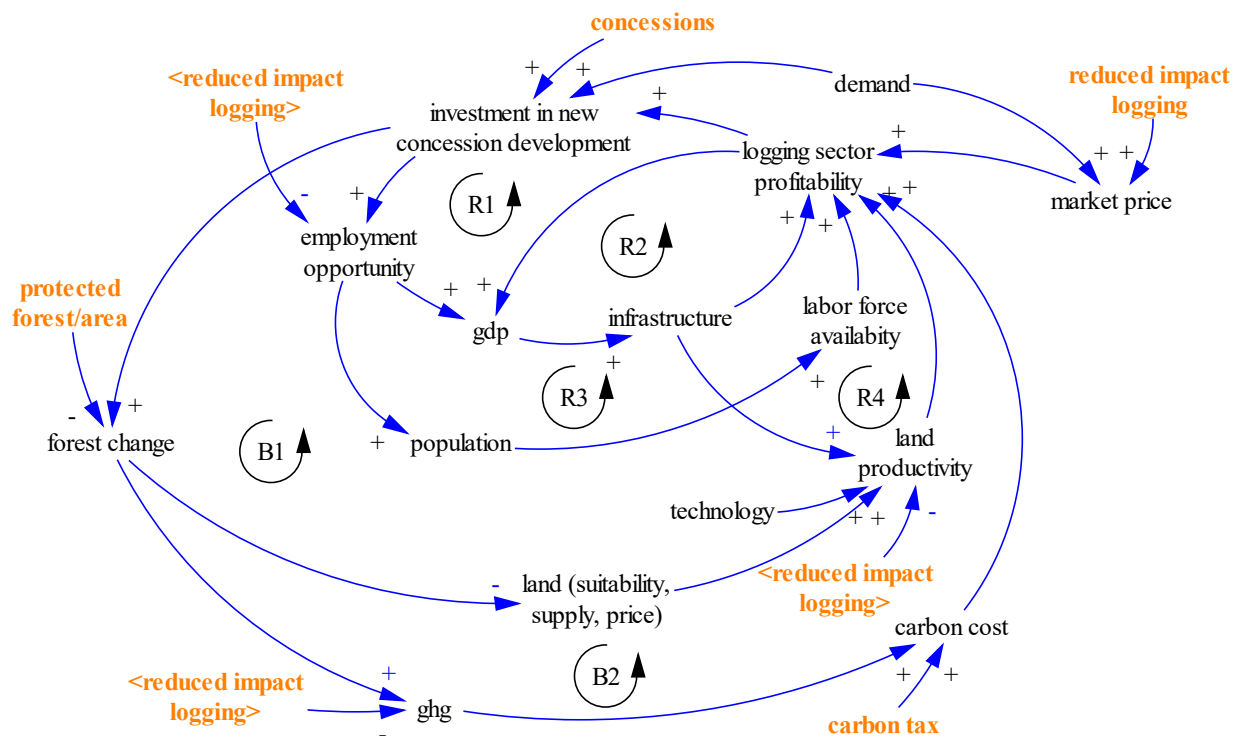 concessions
<reduced impact
logging>
demand
reduced impact
logging
+
+
+
investment in new
concession development
+
logging sector
profitability
+
+
market price
-
+
R1
R2
employment
opportunity
+
+
+
+
+
protected
forest/area
+
+
gdp
infrastructure
labor force
availabity
+
R3
R4
+
-
+
forest change
B1
+
population
+
land
productivity
technology
+
+
-
-
land (suitability,
supply, price)
<reduced impact
logging>
carbon cost
B2
+
+
<reduced impact
logging>
+
-
ghg
carbon tax